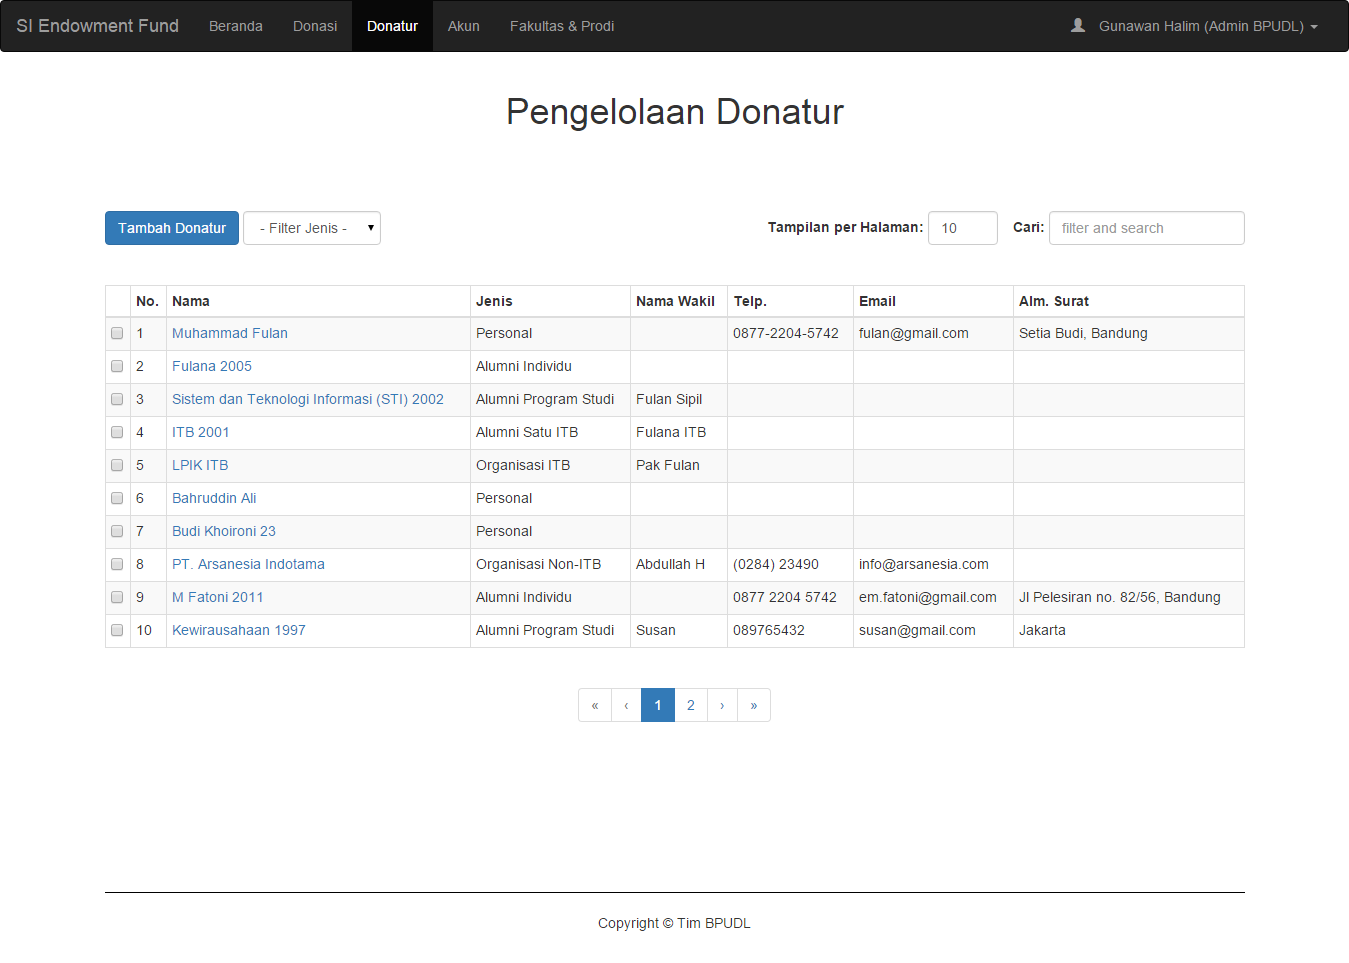 SI Endowment Fund Beranda Donasi Donatur Akun Fakultas & Prodi Gunawan Halim (Admin BPUDL)
Pengelolaan Donatur
Tambah Donatur - Filter Jenis - Tampilan per Halaman: 10 Cari: filter and search
No. Nama Jenis Nama Wakil Telp. Email Alm. Surat
1 Muhammad Fulan Personal 0877-2204-5742 fulan@gmail.com Setia Budi, Bandung
2 Fulana 2005 Alumni Individu
3 Sistem dan Teknologi Informasi (STI) 2002 Alumni Program Studi Fulan Sipil
4 ITB 2001 Alumni Satu ITB Fulana ITB
5 LPIK ITB Organisasi ITB Pak Fulan
6 Bahruddin Ali Personal
7 Budi Khoironi 23 Personal
8 PT. Arsanesia Indotama Organisasi Non-ITB Abdullah H (0284) 23490 info@arsanesia.com
9 M Fatoni 2011 Alumni Individu 0877 2204 5742 em.fatoni@gmail.com Jl Pelesiran no. 82/56, Bandung
10 Kewirausahaan 1997 Alumni Program Studi Susan 089765432 susan@gmail.com Jakarta
« ‹ 1 2 › »
Copyright © Tim BPUDL